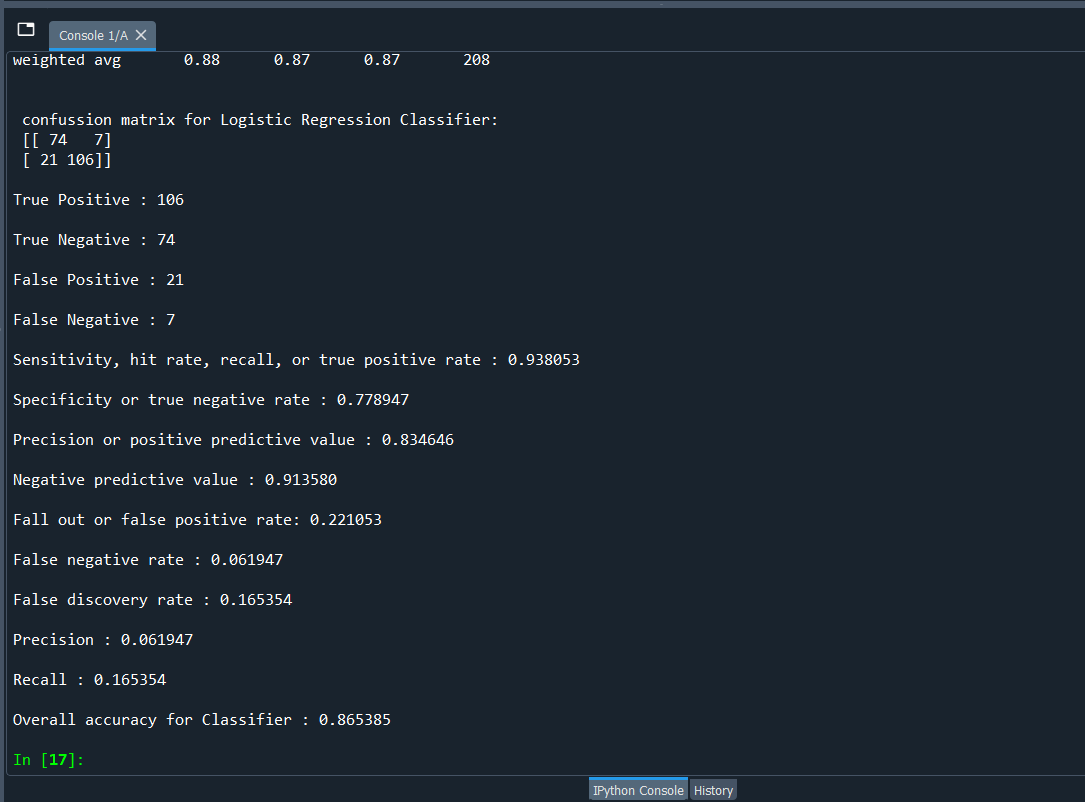 Console 1/A
weighted avg 0.88 0.87 0.87 208
confussion matrix for Logistic Regression Classifier:
[[ 74 7]
[ 21 106]]
True Positive : 106
True Negative : 74
False Positive : 21
False Negative : 7
Sensitivity, hit rate, recall, or true positive rate : 0.938053
Specificity or true negative rate : 0.778947
Precision or positive predictive value : 0.834646
Negative predictive value : 0.913580
Fall out or false positive rate: 0.221053
False negative rate : 0.061947
False discovery rate : 0.165354
Precision : 0.061947
Recall : 0.165354
Overall accuracy for Classifier : 0.865385
In [17]:
IPython Console History